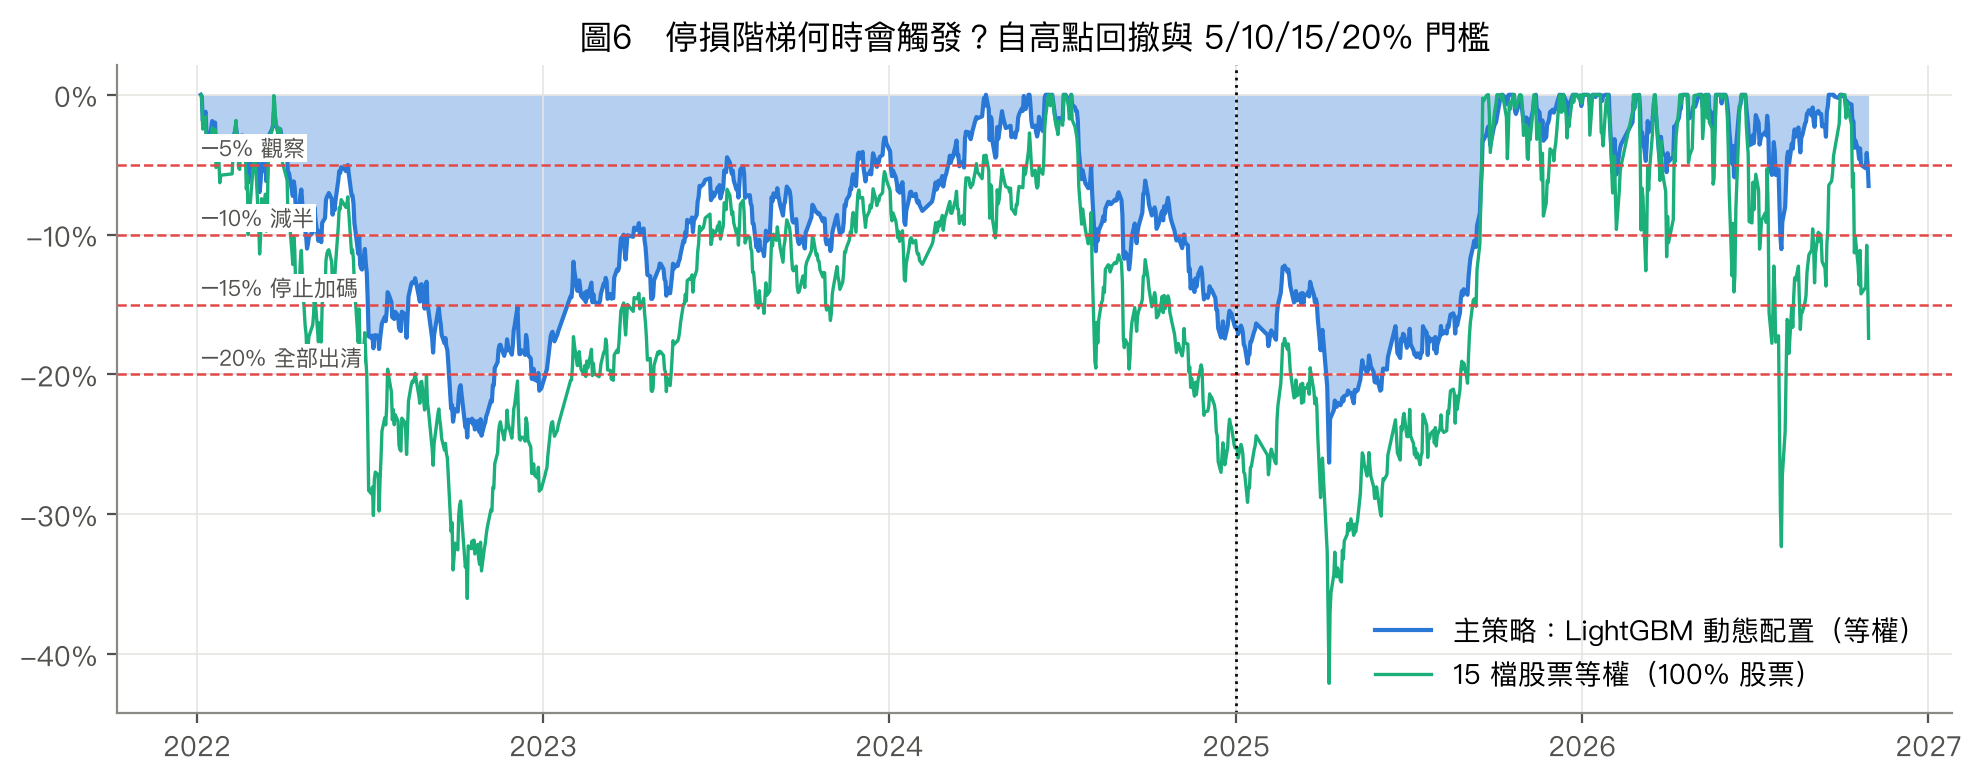 圖6　停損階梯何時會觸發？自高點回撤與 5/10/15/20% 門檻
0%
−10%
−20%
−30%
−40%
−5% 觀察
−10% 減半
−15% 停止加碼
−20% 全部出清
主策略：LightGBM 動態配置（等權）
15 檔股票等權（100% 股票）
2022
2023
2024
2025
2026
2027